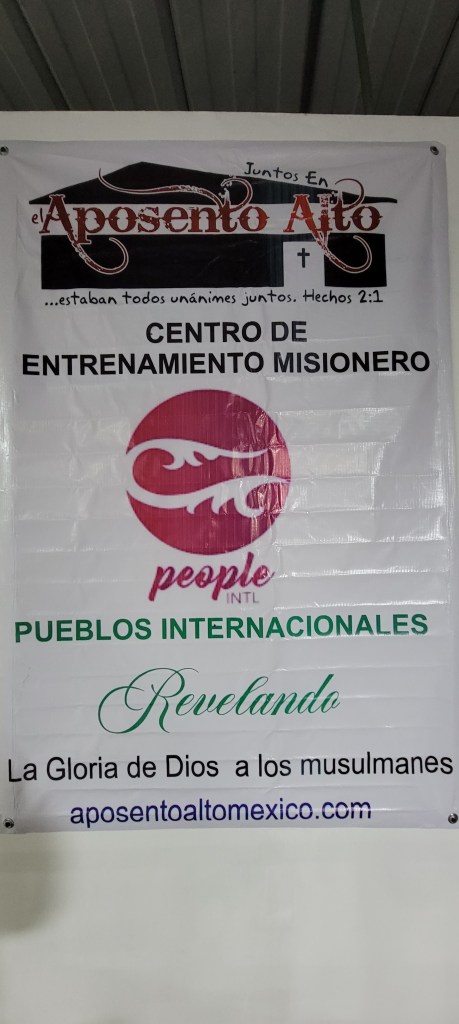 Juntos En
el Aposento Alto
...estaban todos unánimes juntos. Hechos 2:1
CENTRO DE
ENTRENAMIENTO MISIONERO
people
INTL
PUEBLOS INTERNACIONALES
Revelando
La Gloria de Dios a los musulmanes
aposentoaltomexico.com